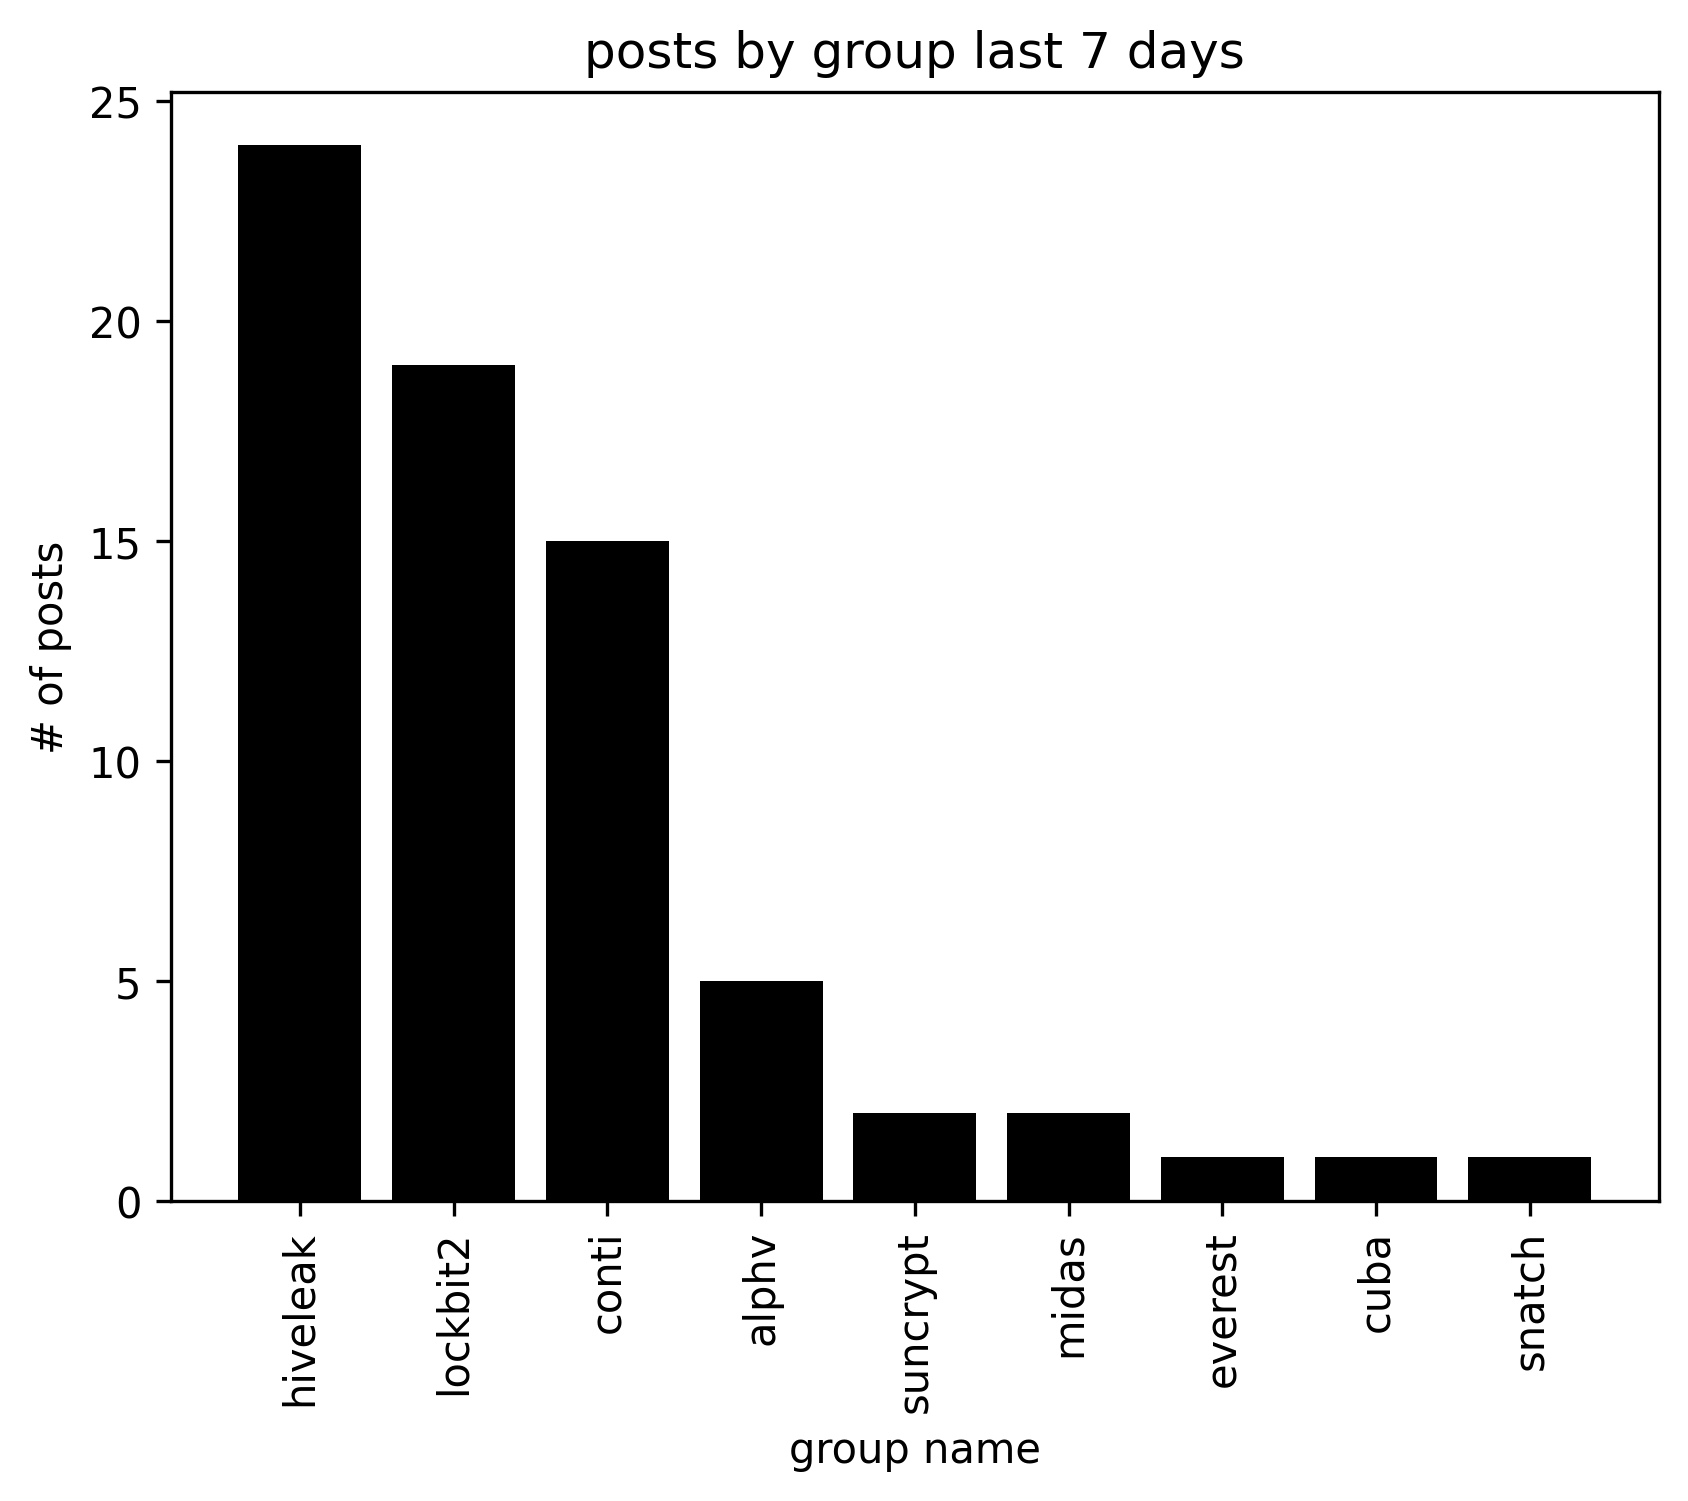 posts by group last 7 days
# of posts
25
20
15
10
5
0
hiveleak
lockbit2
conti
alphv
suncrypt
midas
everest
cuba
snatch
group name